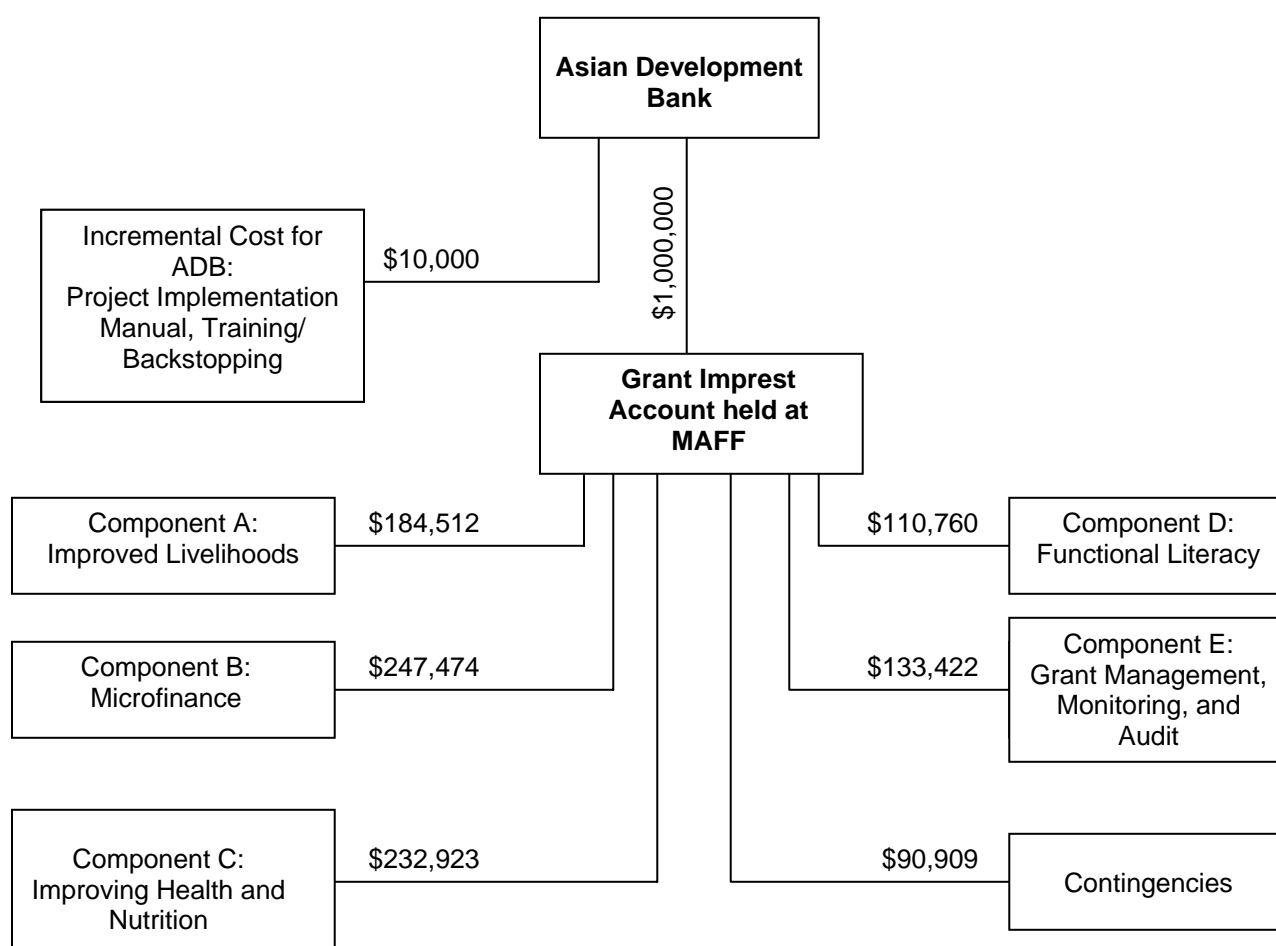 Asian Development
Bank
Incremental Cost for
ADB:
Project Implementation
Manual, Training/
Backstopping
$10,000
$1,000,000
Grant Imprest
Account held at
MAFF
Component A:
Improved Livelihoods
$184,512
$110,760
Component D:
Functional Literacy
Component B:
Microfinance
$247,474
$133,422
Component E:
Grant Management,
Monitoring, and
Audit
Component C:
Improving Health and
Nutrition
$232,923
$90,909
Contingencies